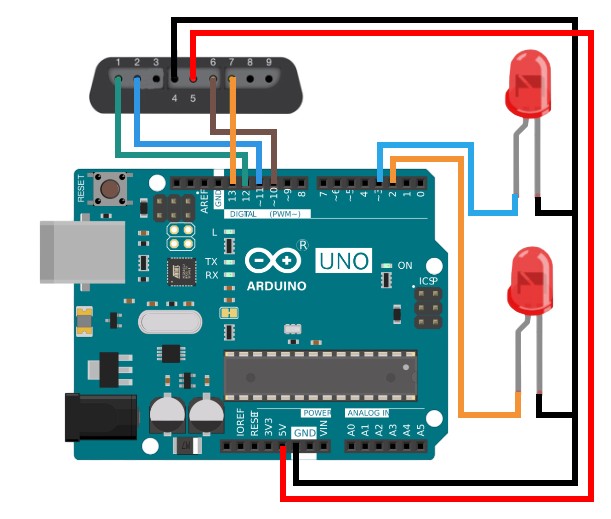 1 2 3 6 7 8 9
4 5
RESET
AREF
GND
13
12
~11
~10
~9
8
7
~6
~5
4
~3
2
1
0
DIGITAL (PWM~)
L
TX
RX
ON
ICSP
R
UNO
ARDUINO
POWER
ANALOG IN
IOREF
RESET
3V3
5V
GND
VIN
A0
A1
A2
A3
A4
A5